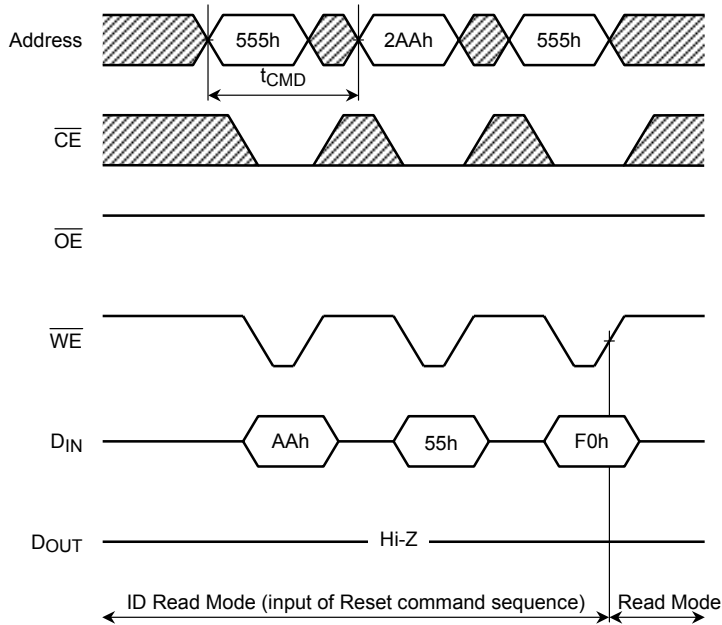 Address 555h 2AAh 555h
tCMD
CE
OE
WE
DIN AAh 55h F0h
DOUT Hi-Z
ID Read Mode (input of Reset command sequence) Read Mode